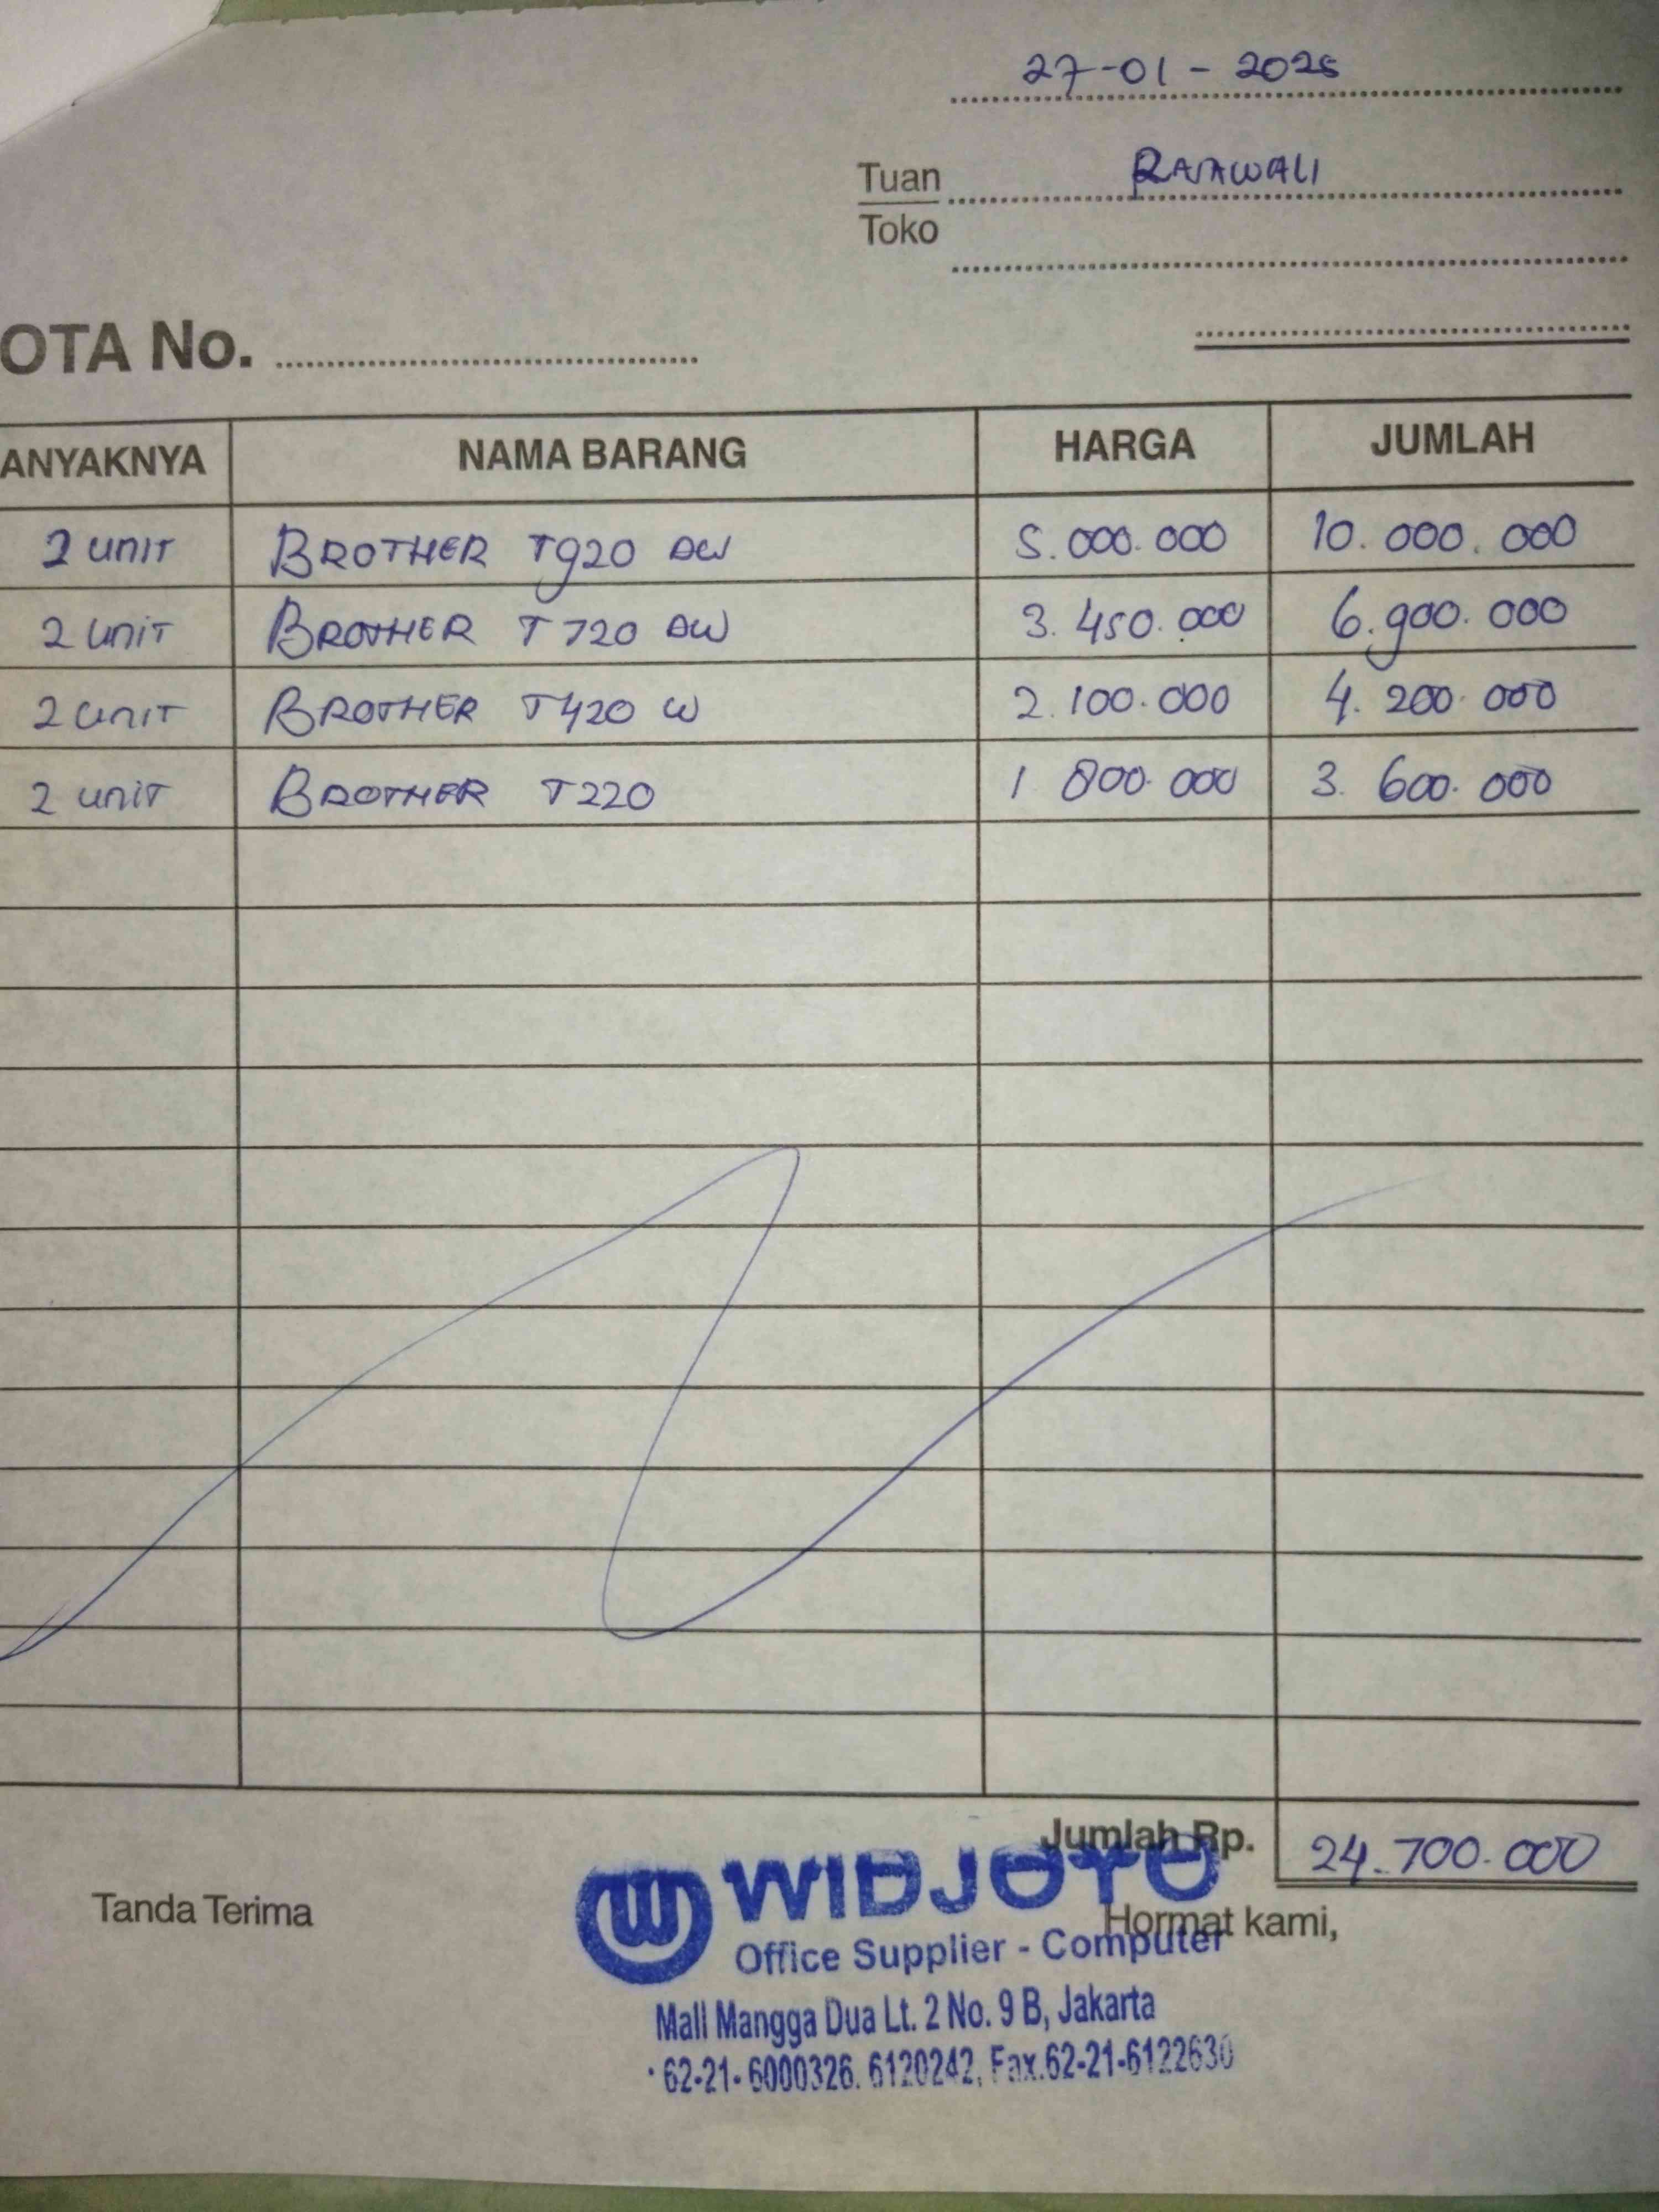 27-01-2025
Tuan RAJAWALI
Toko
OTA No.
ANYAKNYA NAMA BARANG HARGA JUMLAH
2 UNIT BROTHER T920 DW 5.000.000 10.000.000
2 UNIT BROTHER T720 DW 3.450.000 6.900.000
2 UNIT BROTHER T420 W 2.100.000 4.200.000
2 UNIT BROTHER T220 1 800.000 3.600.000
Jumlah Rp. 24.700.000
WIDJOYO
Tanda Terima
Hormat kami,
Office Supplier - Computer
Mall Mangga Dua Lt. 2 No. 9 B, Jakarta
62-21-6000326. 6120242, Fax.62-21-6122630